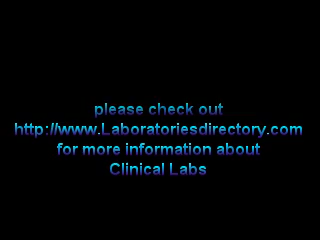 please check out
http://www.Laboratoriesdirectory.com
for more information about
Clinical Labs